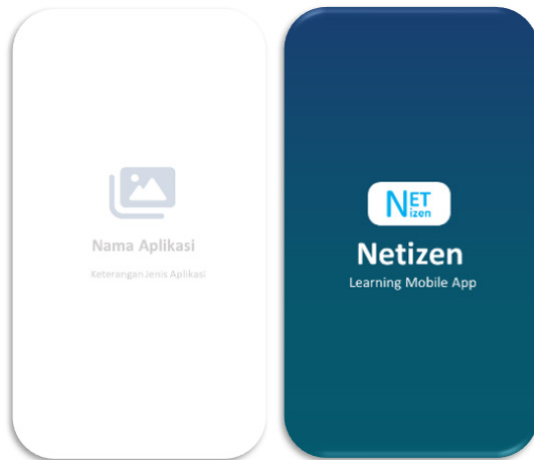 Nama Aplikasi
Keterangan Jenis Aplikasi
NET
izen
Netizen
Learning Mobile App